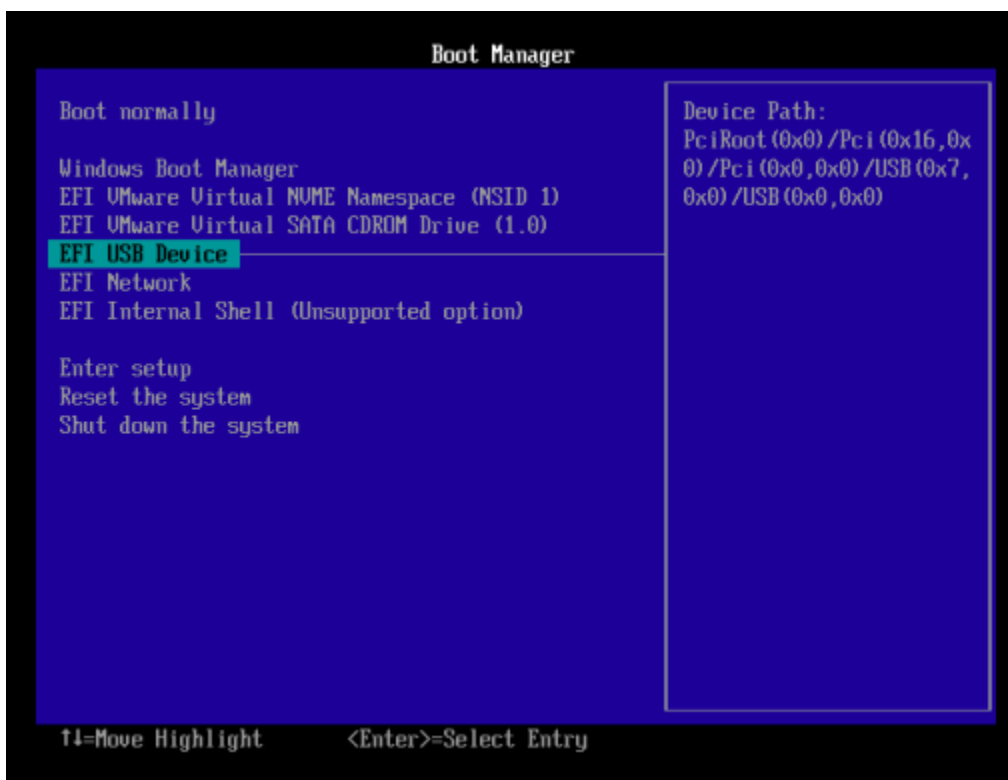 Boot Manager
Boot normally
Windows Boot Manager
EFI VMware Virtual NVME Namespace (NSID 1)
EFI VMware Virtual SATA CDROM Drive (1.0)
EFI USB Device
EFI Network
EFI Internal Shell (Unsupported option)
Enter setup
Reset the system
Shut down the system
Device Path:
PciRoot(0x0)/Pci(0x16,0x
0)/Pci(0x0,0x0)/USB(0x7,
0x0)/USB(0x0,0x0)
↑↓=Move Highlight
<Enter>=Select Entry